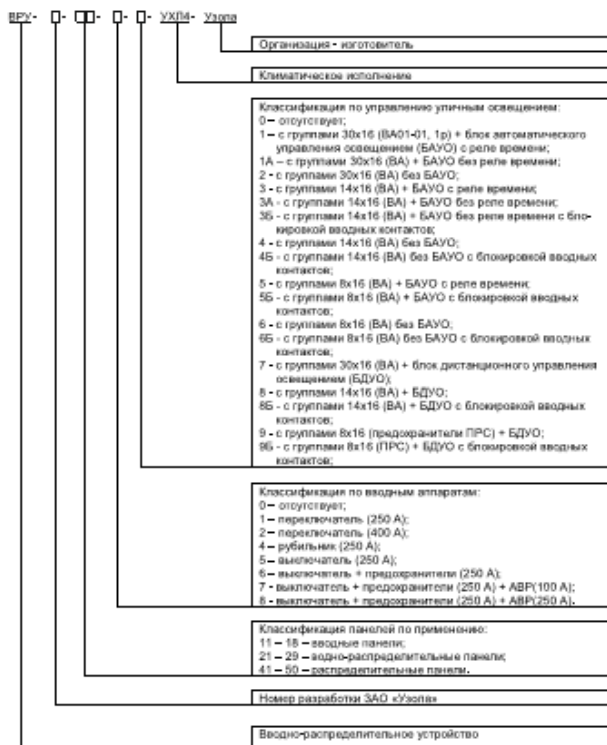 ВРУ- □- □□- □- □- УХЛ4- Узола
Организация - изготовитель
Климатическое исполнение
Классификация по управлению уличным освещением:
0 – отсутствует;
1 – с группами 30х16 (ВА01-01, 1р) + блок автоматического
управления освещением (БАУО) с реле времени;
1А – с группами 30х16 (ВА) + БАУО без реле времени;
2 - с группами 30х16 (ВА) без БАУО;
3 - с группами 14х16 (ВА) + БАУО с реле времени;
3А - с группами 14х16 (ВА) + БАУО без реле времени;
3Б - с группами 14х16 (ВА) + БАУО без реле времени с бло-
кировкой вводных контактов;
4 - с группами 14х16 (ВА) без БАУО;
4Б - с группами 14х16 (ВА) без БАУО с блокировкой вводных
контактов;
5 - с группами 8х16 (ВА) + БАУО с реле времени;
5Б - с группами 8х16 (ВА) + БАУО с блокировкой вводных
контактов;
6 - с группами 8х16 (ВА) без БАУО;
6Б - с группами 8х16 (ВА) без БАУО с блокировкой вводных
контактов;
7 - с группами 30х16 (ВА) + блок дистанционного управления
освещением (БДУО);
8 - с группами 14х16 (ВА) + БДУО;
8Б - с группами 14х16 (ВА) + БДУО с блокировкой вводных
контактов;
9 - с группами 8х16 (предохранители ПРС) + БДУО;
9Б - с группами 8х16 (ПРС) + БДУО с блокировкой вводных
контактов;
Классификация по вводным аппаратам:
0 – отсутствует;
1 – переключатель (250 А);
2 – переключатель (400 А);
4 – рубильник (250 А);
5 – выключатель (250 А);
6 – выключатель + предохранители (250 А);
7 - выключатель + предохранители (250 А) + АВР(100 А);
8 - выключатель + предохранители (250 А) + АВР(250 А).
Классификация панелей по применению:
11 – 18 – вводные панели;
21 – 29 – водно-распределительные панели;
41 – 50 – распределительные панели.
Номер разработки ЗАО «Узола»
Вводно-распределительное устройство